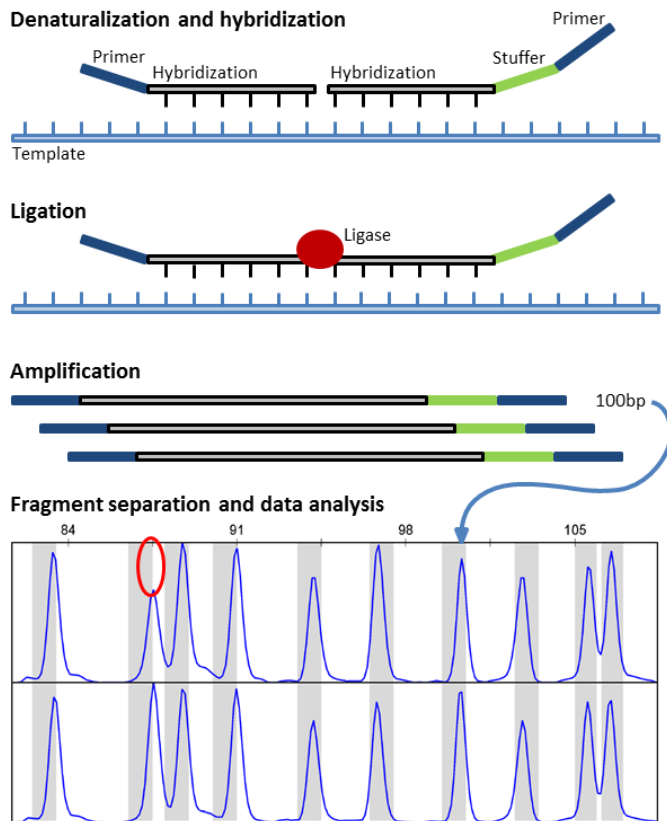 Denaturalization and hybridization
Primer
Primer
Stuffer
Hybridization
Hybridization
Template
Ligation
Ligase
Amplification
100bp
Fragment separation and data analysis
84 91 98 105